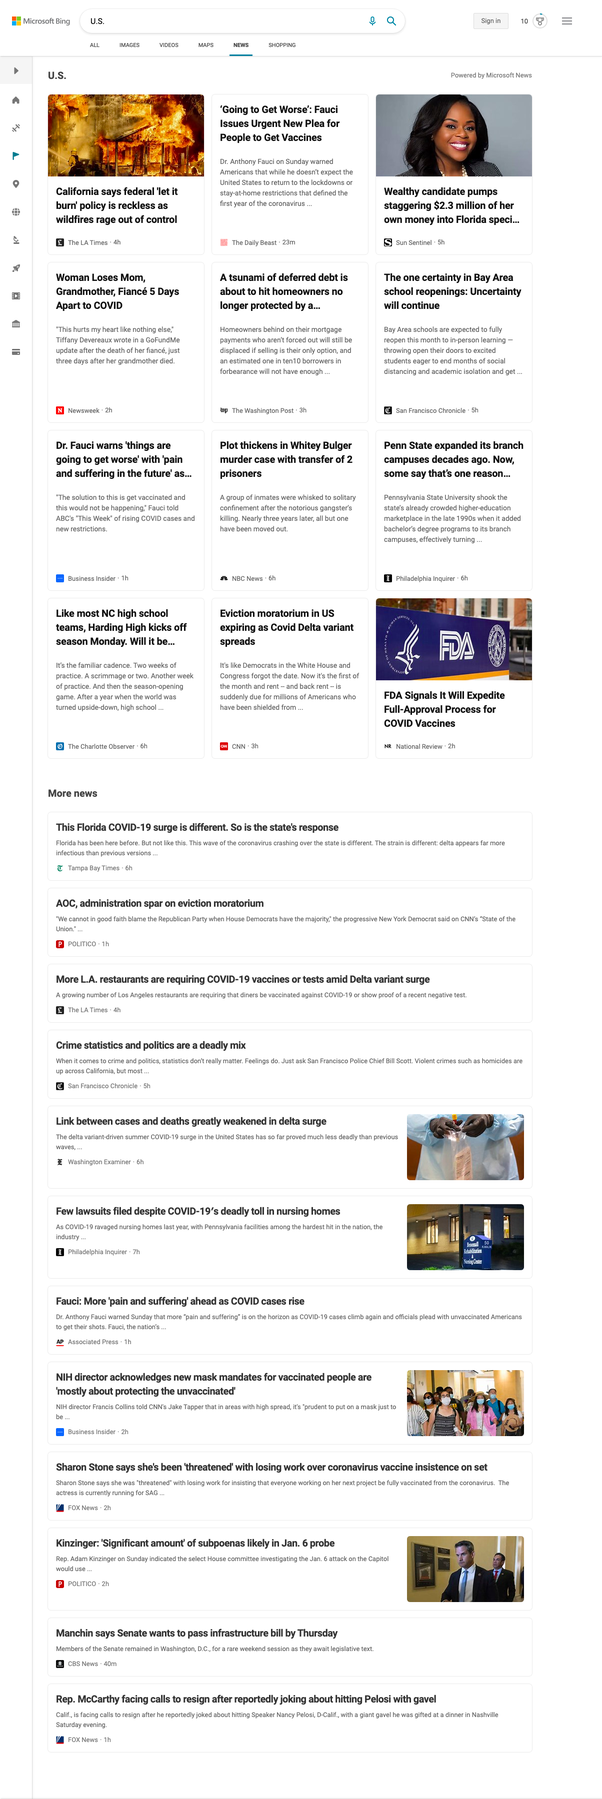 Microsoft Bing
U.S.
Sign in
10
ALL
IMAGES
VIDEOS
MAPS
NEWS
SHOPPING
U.S.
Powered by Microsoft News
California says federal 'let it
burn' policy is reckless as
wildfires rage out of control
The LA Times · 4h
'Going to Get Worse': Fauci
Issues Urgent New Plea for
People to Get Vaccines
Dr. Anthony Fauci on Sunday warned
Americans that while he doesn't expect the
United States to return to the lockdowns or
stay-at-home restrictions that defined the
first year of the coronavirus ...
The Daily Beast · 23m
Wealthy candidate pumps
staggering $2.3 million of her
own money into Florida speci...
Sun Sentinel · 5h
Woman Loses Mom,
Grandmother, Fiancé 5 Days
Apart to COVID
"This hurts my heart like nothing else,"
Tiffany Devereaux wrote in a GoFundMe
update after the death of her fiancé, just
three days after her grandmother died.
Newsweek · 2h
A tsunami of deferred debt is
about to hit homeowners no
longer protected by a...
Homeowners behind on their mortgage
payments who aren't forced out will still be
displaced if selling is their only option, and
an estimated one in ten10 borrowers in
forbearance will not have enough ...
wp The Washington Post · 3h
The one certainty in Bay Area
school reopenings: Uncertainty
will continue
Bay Area schools are expected to fully
reopen this month to in-person learning —
throwing open their doors to excited
students eager to end months of social
distancing and academic isolation and get ...
San Francisco Chronicle · 5h
Dr. Fauci warns 'things are
going to get worse' with 'pain
and suffering in the future' as...
"The solution to this is get vaccinated and
this would not be happening," Fauci told
ABC's "This Week" of rising COVID cases and
new restrictions.
Business Insider · 1h
Plot thickens in Whitey Bulger
murder case with transfer of 2
prisoners
A group of inmates were whisked to solitary
confinement after the notorious gangster's
killing. Nearly three years later, all but one
have been moved out.
NBC News · 6h
Penn State expanded its branch
campuses decades ago. Now,
some say that's one reason...
Pennsylvania State University shook the
state's already crowded higher-education
marketplace in the late 1990s when it added
bachelor's degree programs to its branch
campuses, effectively turning ...
Philadelphia Inquirer · 6h
Like most NC high school
teams, Harding High kicks off
season Monday. Will it be...
It's the familiar cadence. Two weeks of
practice. A scrimmage or two. Another week
of practice. And then the season-opening
game. After a year when the world was
turned upside-down, high school ...
The Charlotte Observer · 6h
Eviction moratorium in US
expiring as Covid Delta variant
spreads
It's like Democrats in the White House and
Congress forgot the date. Now it's the first of
the month and rent – and back rent – is
suddenly due for millions of Americans who
have been shielded from ...
CNN · 3h
FDA
FDA Signals It Will Expedite
Full-Approval Process for
COVID Vaccines
NR National Review · 2h
More news
This Florida COVID-19 surge is different. So is the state's response
Florida has been here before. But not like this. This wave of the coronavirus crashing over the state is different. The strain is different: delta appears far more
infectious than previous versions ...
Tampa Bay Times · 6h
AOC, administration spar on eviction moratorium
"We cannot in good faith blame the Republican Party when House Democrats have the majority," the progressive New York Democrat said on CNN's "State of the
Union." ...
POLITICO · 1h
More L.A. restaurants are requiring COVID-19 vaccines or tests amid Delta variant surge
A growing number of Los Angeles restaurants are requiring that diners be vaccinated against COVID-19 or show proof of a recent negative test.
The LA Times · 4h
Crime statistics and politics are a deadly mix
When it comes to crime and politics, statistics don't really matter. Feelings do. Just ask San Francisco Police Chief Bill Scott. Violent crimes such as homicides are
up across California, but most ...
San Francisco Chronicle · 5h
Link between cases and deaths greatly weakened in delta surge
The delta variant-driven summer COVID-19 surge in the United States has so far proved much less deadly than previous
waves, ...
Washington Examiner · 6h
Few lawsuits filed despite COVID-19's deadly toll in nursing homes
As COVID-19 ravaged nursing homes last year, with Pennsylvania facilities among the hardest hit in the nation, the
industry ...
Philadelphia Inquirer · 7h
Fauci: More 'pain and suffering' ahead as COVID cases rise
Dr. Anthony Fauci warned Sunday that more "pain and suffering" is on the horizon as COVID-19 cases climb again and officials plead with unvaccinated Americans
to get their shots. Fauci, the nation's ...
AP Associated Press · 1h
NIH director acknowledges new mask mandates for vaccinated people are
'mostly about protecting the unvaccinated'
NIH director Francis Collins told CNN's Jake Tapper that in areas with high spread, it's "prudent to put on a mask just to
be ...
Business Insider · 2h
Sharon Stone says she's been 'threatened' with losing work over coronavirus vaccine insistence on set
Sharon Stone says she was "threatened" with losing work for insisting that everyone working on her next project be fully vaccinated from the coronavirus. The
actress is currently running for SAG ...
FOX News · 2h
Kinzinger: 'Significant amount' of subpoenas likely in Jan. 6 probe
Rep. Adam Kinzinger on Sunday indicated the select House committee investigating the Jan. 6 attack on the Capitol
would use ...
POLITICO · 2h
Manchin says Senate wants to pass infrastructure bill by Thursday
Members of the Senate remained in Washington, D.C., for a rare weekend session as they await legislative text.
CBS News · 40m
Rep. McCarthy facing calls to resign after reportedly joking about hitting Pelosi with gavel
Calif., is facing calls to resign after he reportedly joked about hitting Speaker Nancy Pelosi, D-Calif., with a giant gavel he was gifted at a dinner in Nashville
Saturday evening.
FOX News · 1h